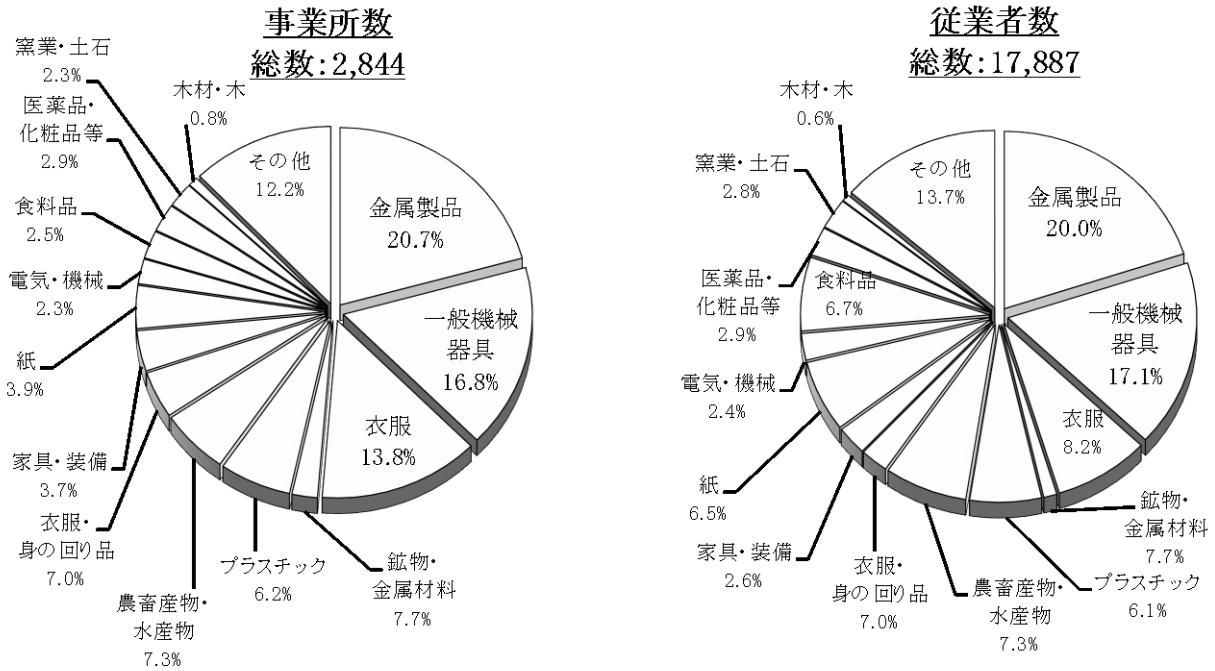 事業所数
総数:2,844
窯業・土石
2.3%
木材・木
0.8%
医薬品・
化粧品等
2.9%
その他
12.2%
食料品
2.5%
金属製品
20.7%
電気・機械
2.3%
一般機械
器具
16.8%
紙
3.9%
衣服
13.8%
家具・装備
3.7%
衣服・
身の回り品
7.0%
プラスチック
6.2%
鉱物・
金属材料
7.7%
農畜産物・
水産物
7.3%
従業者数
総数:17,887
木材・木
0.6%
窯業・土石
2.8%
その他
13.7%
金属製品
20.0%
医薬品・
化粧品等
2.9%
食料品
6.7%
一般機械
器具
17.1%
電気・機械
2.4%
衣服
8.2%
紙
6.5%
鉱物・
金属材料
7.7%
家具・装備
2.6%
衣服・
身の回り品
7.0%
農畜産物・
水産物
7.3%
プラスチック
6.1%